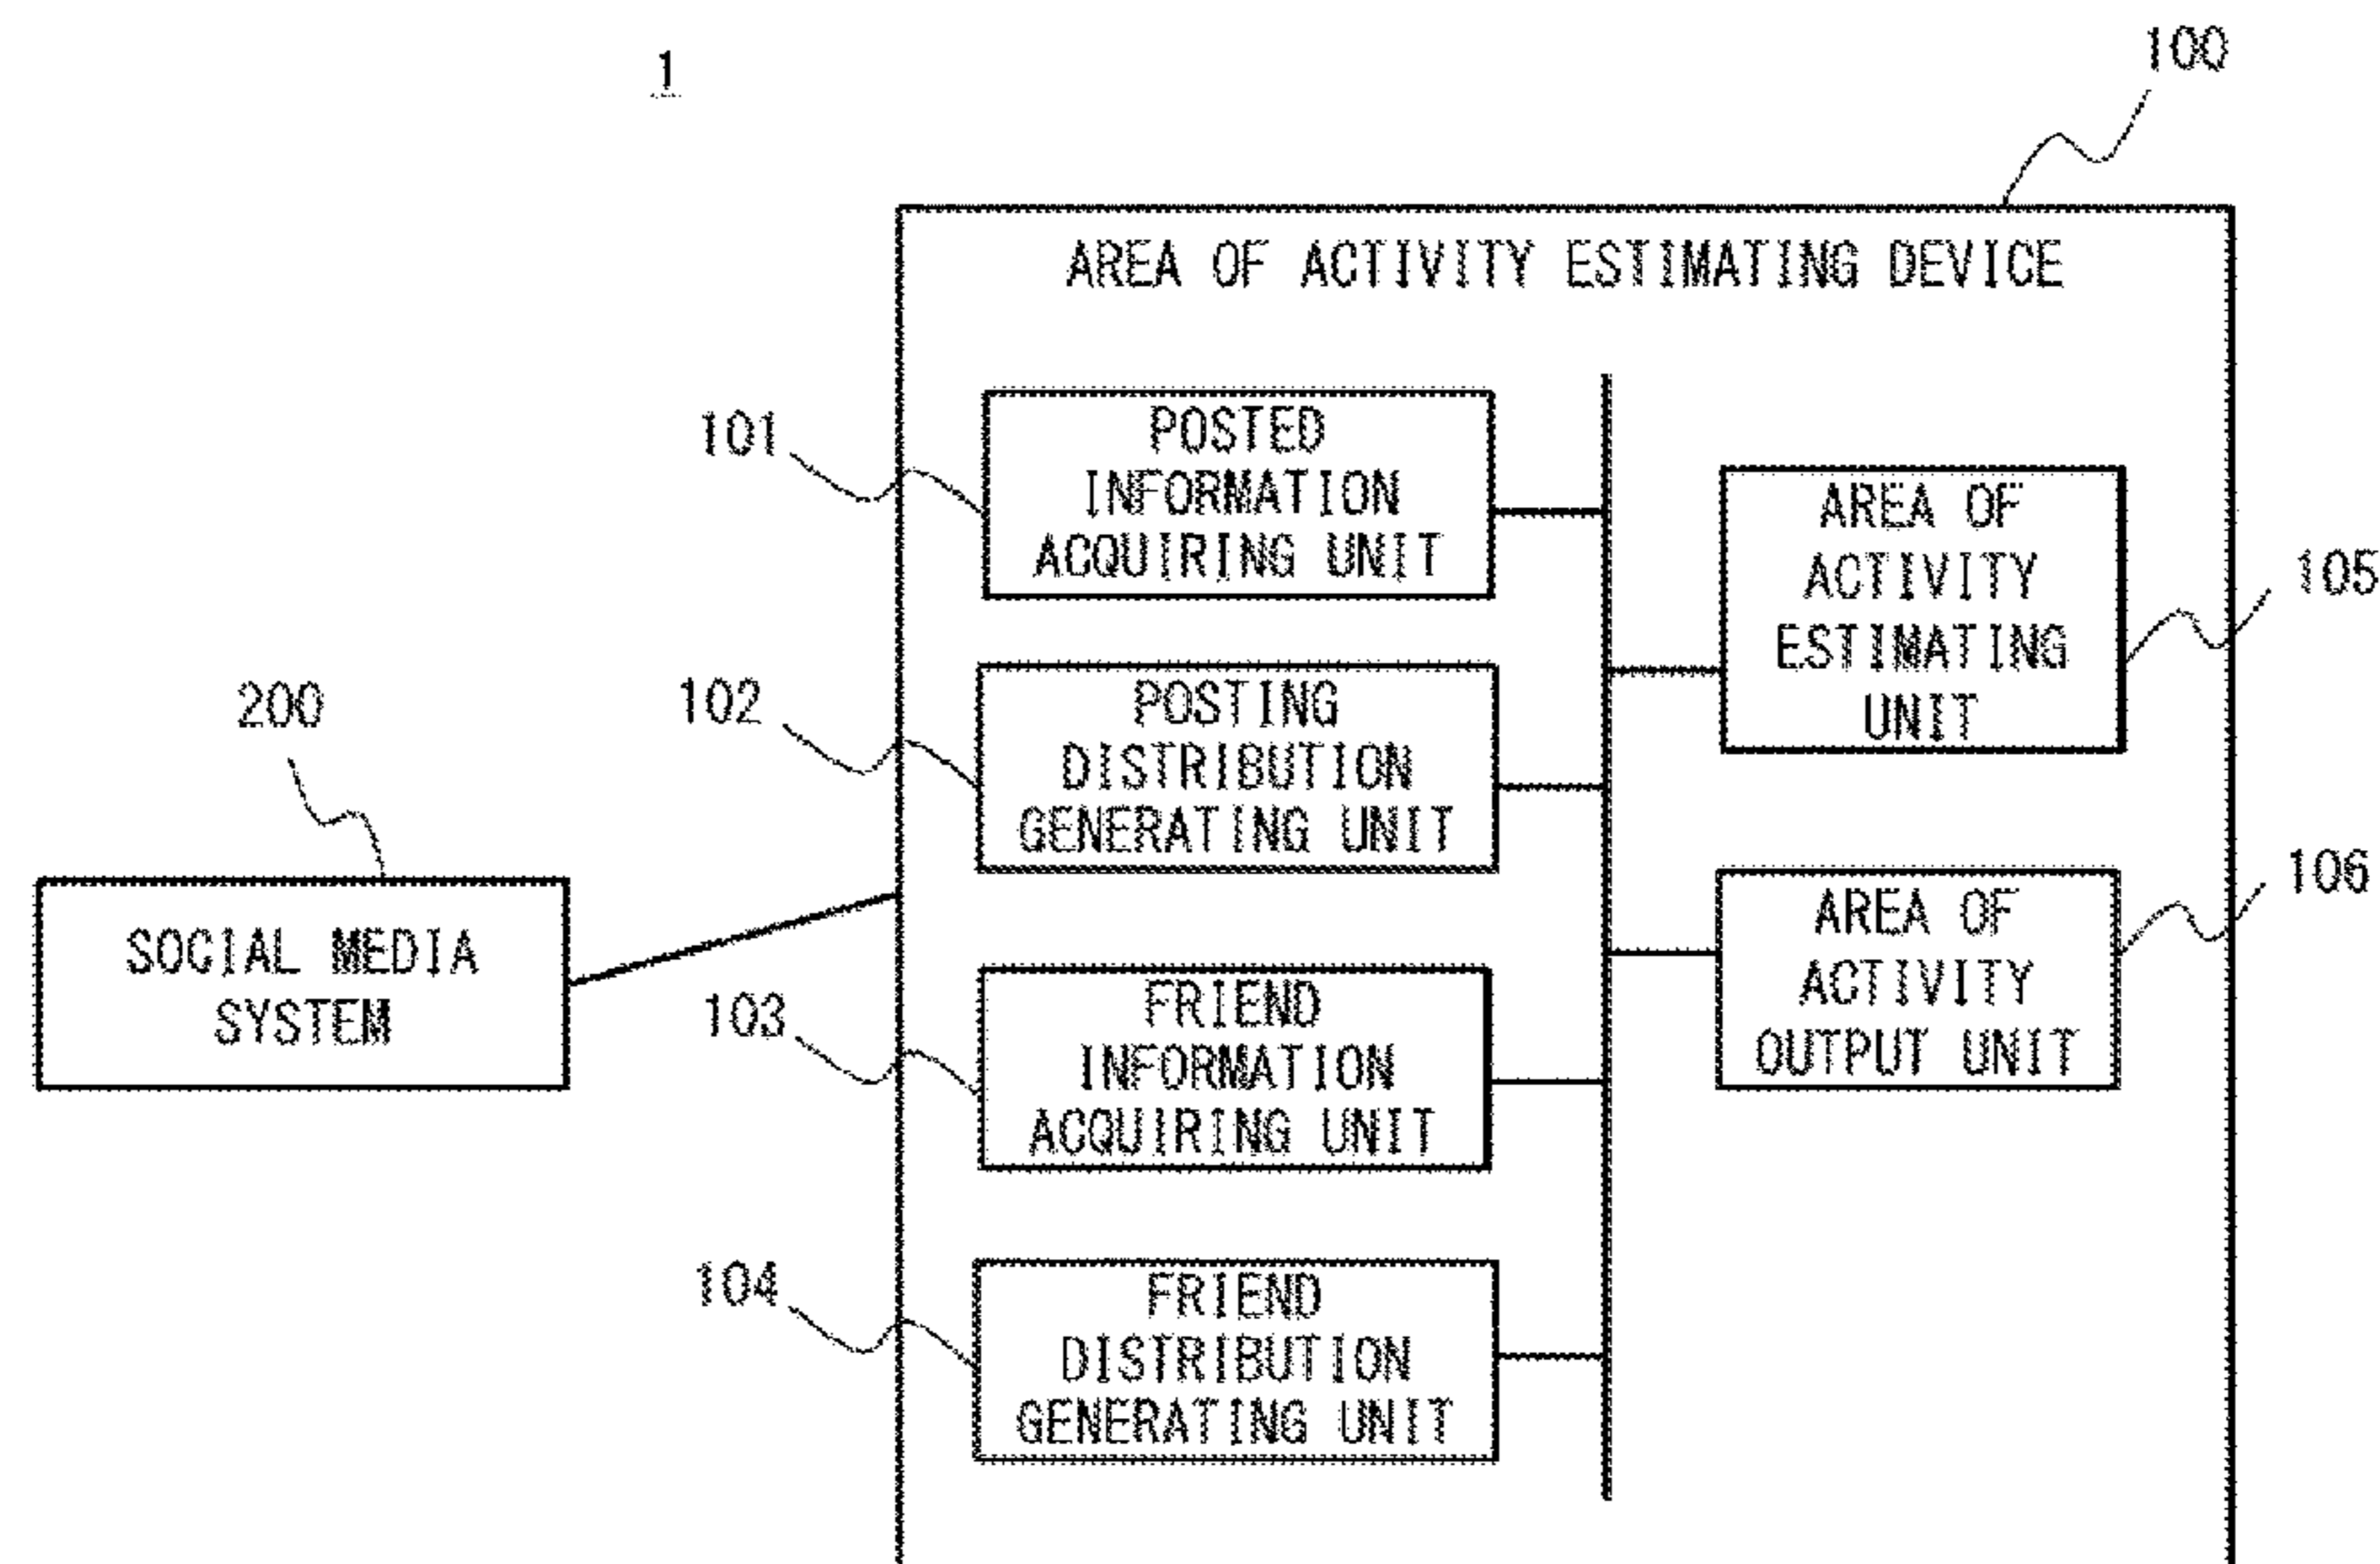 1
100
AREA OF ACTIVITY ESTIMATING DEVICE
101
POSTED
INFORMATION
ACQUIRING UNIT
102
POSTING
DISTRIBUTION
GENERATING UNIT
103
FRIEND
INFORMATION
ACQUIRING UNIT
104
FRIEND
DISTRIBUTION
GENERATING UNIT
AREA OF
ACTIVITY
ESTIMATING
UNIT
105
AREA OF
ACTIVITY
OUTPUT UNIT
106
200
SOCIAL MEDIA
SYSTEM